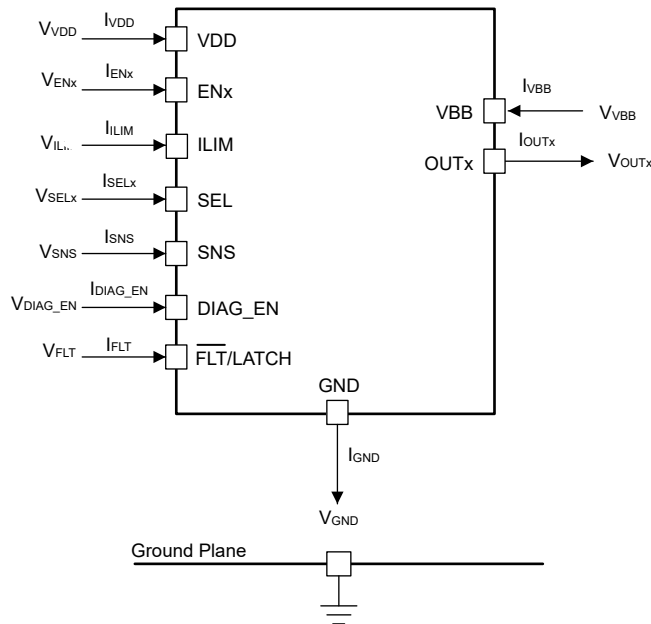 VVDD IVDD VDD
VENx IENx ENx
IILIM ILIM
VSELx ISELx SEL
VSNS ISNS SNS
VDIAG_EN IDIAG_EN DIAG_EN
VFLT IFLT FLT/LATCH
VBB IVBB VVBB
OUTx IOUTx VOUTx
GND
IGND
VGND
Ground Plane